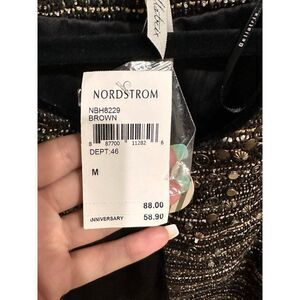 NORDSTROM
NBH8229
BROWN
8 87700 11282 6
DEPT:46
M
88.00
ANNIVERSARY 58.90